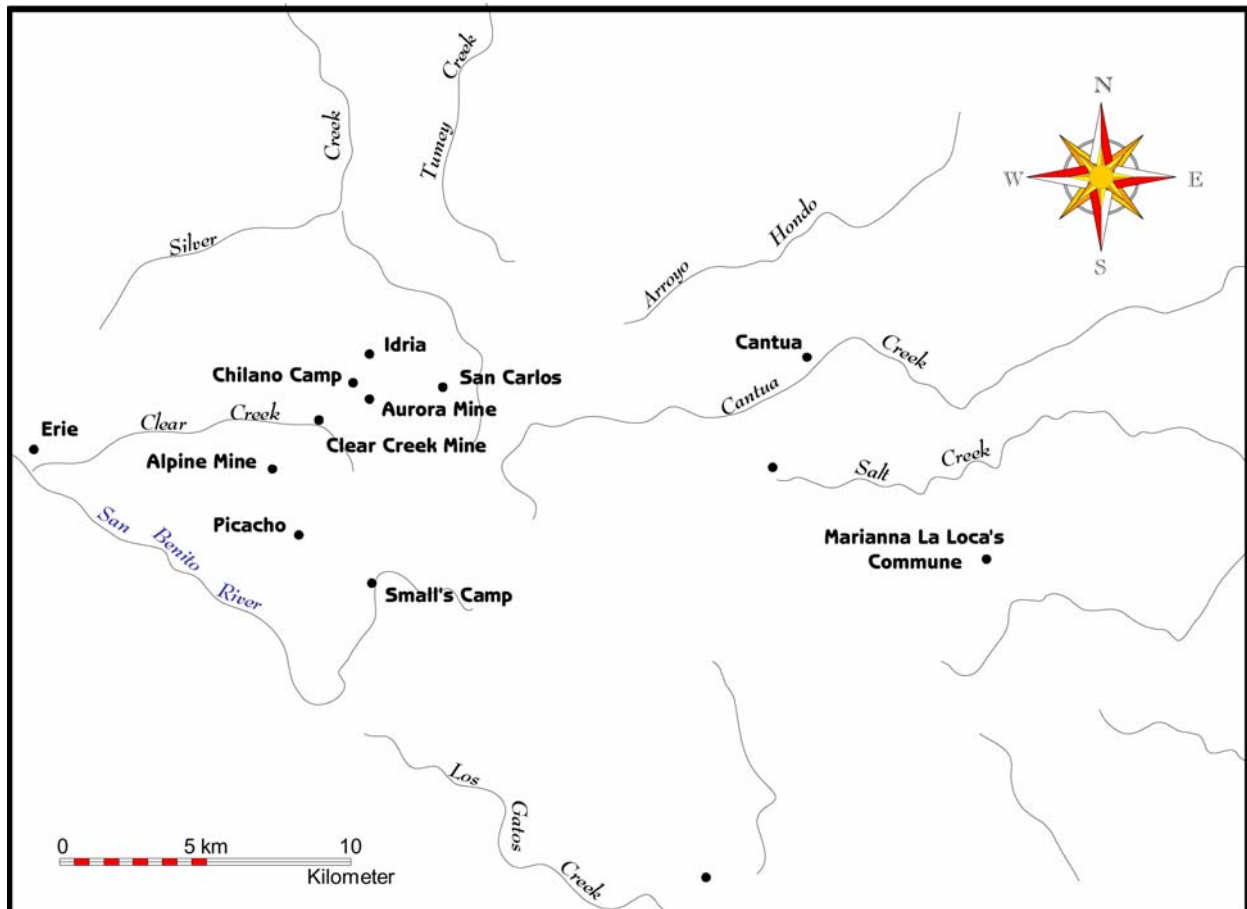 Creek
Tumey Creek
N
W
E
S
Silver
Arroyo Hondo
Idria
Cantua
Chilano Camp
San Carlos
Creek
Cantua
Aurora Mine
Clear Creek
Erie
Clear Creek Mine
Alpine Mine
Salt Creek
San Benito River
Picacho
Marianna La Loca's
Commune
Small's Camp
Los Gatos Creek
0 5 km 10
Kilometer